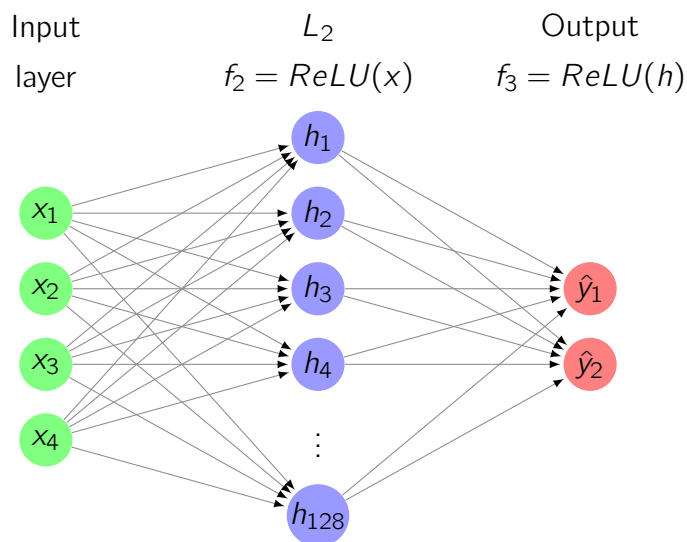 Input
layer
L₂
f₂ = ReLU(x)
Output
f₃ = ReLU(h)
x₁
x₂
x₃
x₄
h₁
h₂
h₃
h₄
⋮
h₁₂₈
ŷ₁
ŷ₂